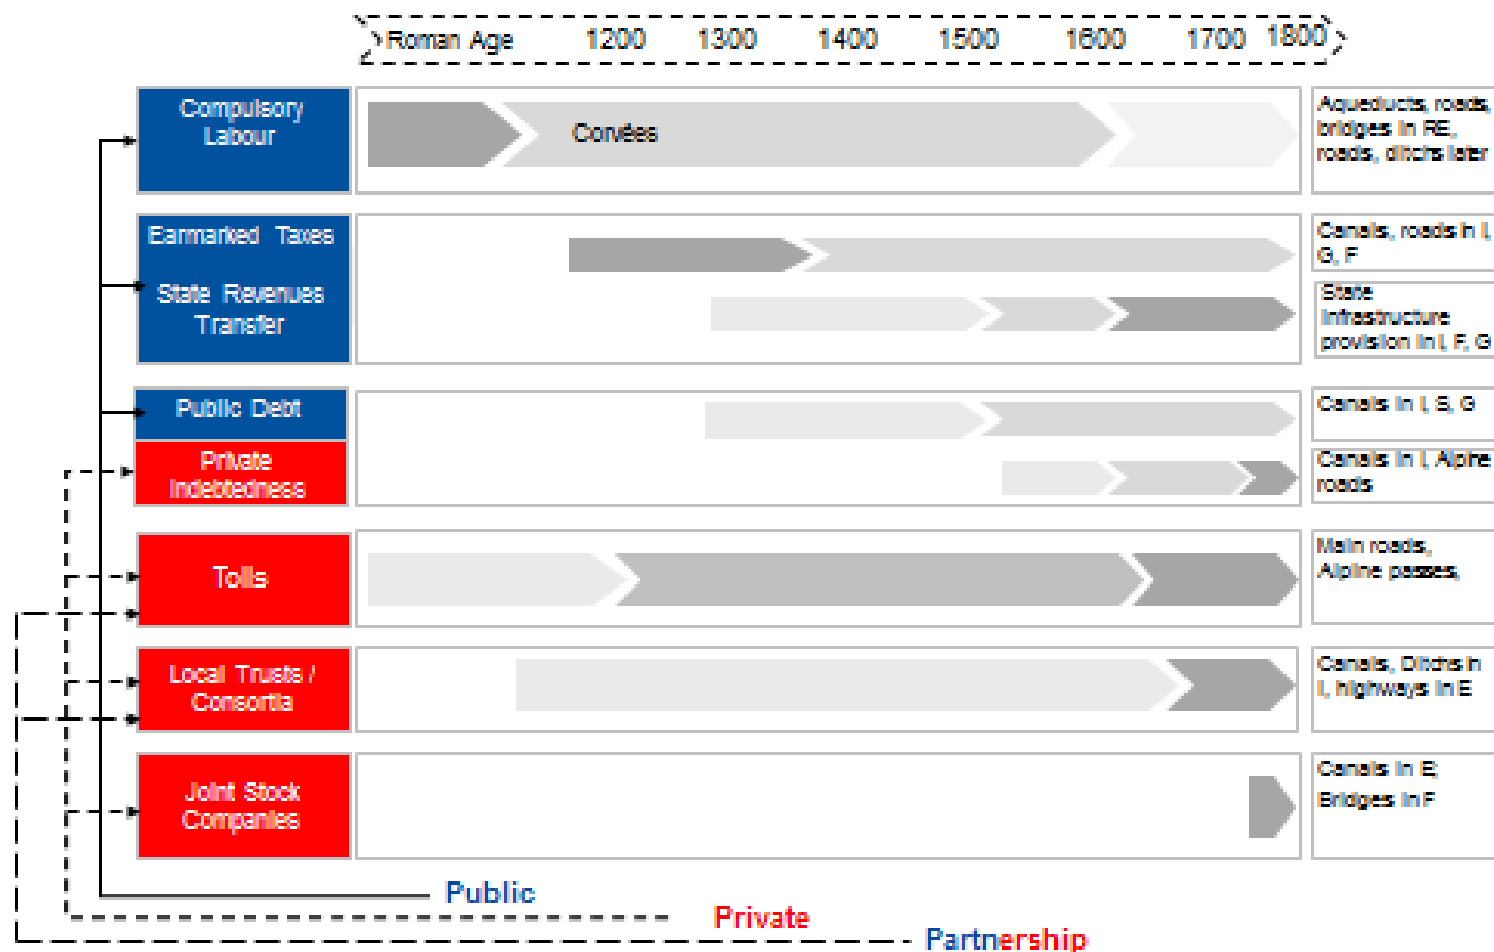 Roman Age 1200 1300 1400 1500 1600 1700 1800
Compulsory
Labour
Corvées
Aqueducts, roads,
bridges in RE,
roads, ditchs later
Earmarked Taxes
Canals, roads in I,
G, F
State Revenues
Transfer
State
infrastructure
provision in I, F, G
Public Debt
Canals in I, S, G
Private
Indebtedness
Canals in I, Alpine
roads
Tolls
Main roads,
Alpine passes,
Local Trusts /
Consortia
Canals, Ditchs in
I, highways in E
Joint Stock
Companies
Canals in E;
Bridges in F
Public
Private
Partnership